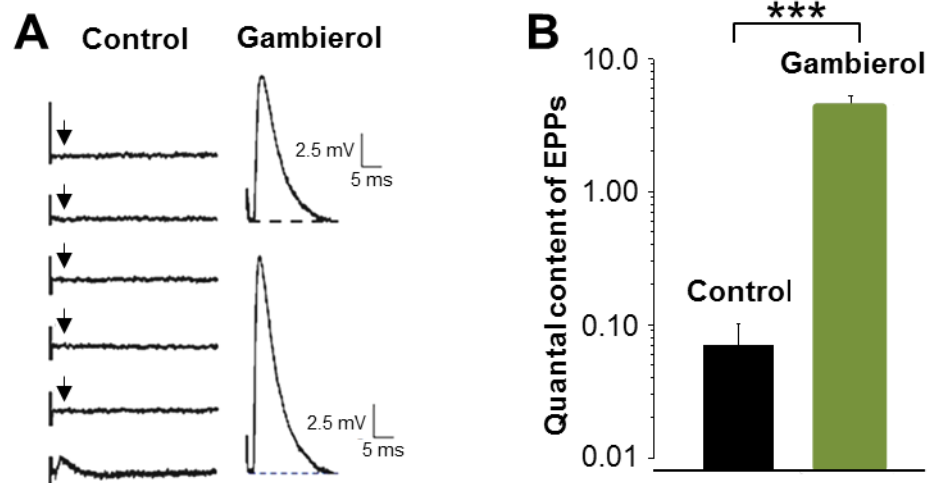 A
Control
Gambierol
2.5 mV
5 ms
2.5 mV
5 ms
B
***
Quantal content of EPPs
10.0
1.00
0.10
0.01
Gambierol
Control